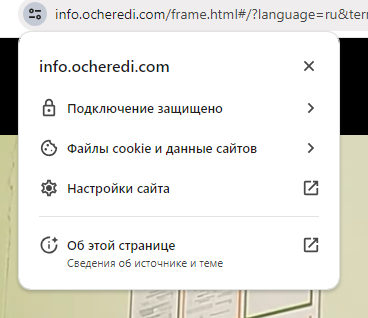 info.ocheredi.com/frame.html#/?language=ru&ter
info.ocheredi.com
Подключение защищено
Файлы cookie и данные сайтов
Настройки сайта
Об этой странице
Сведения об источнике и теме